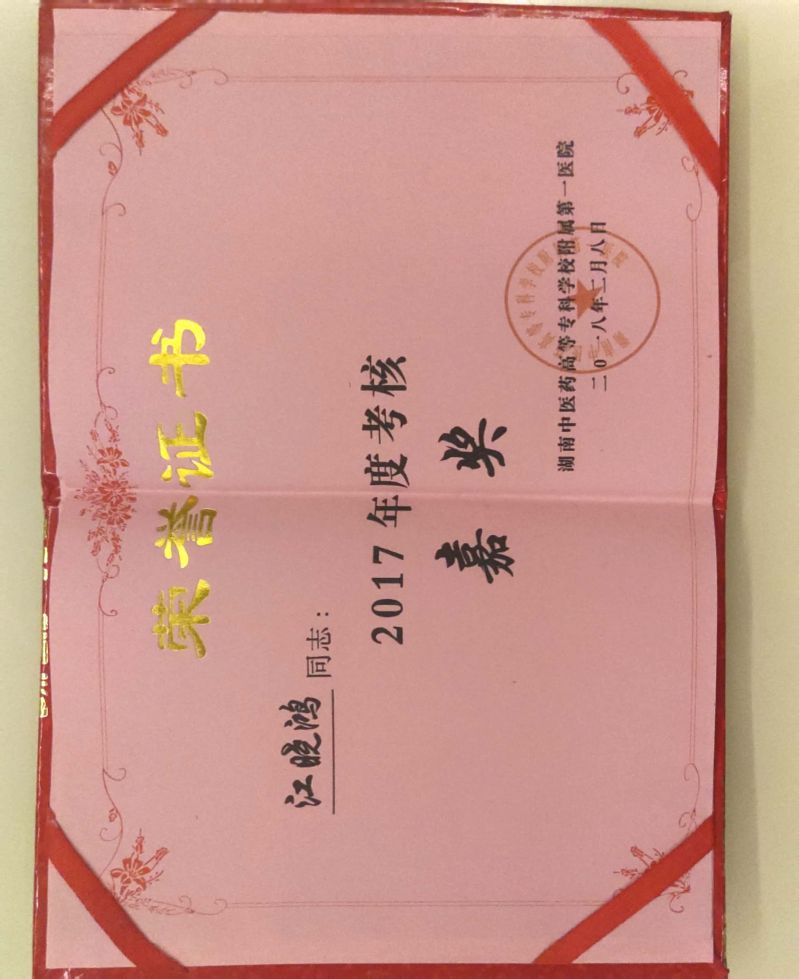 荣誉证书
江晓鸿同志：
2017年度考核
嘉奖
湖南中医药高等专科学校附属第一医院
二〇一八年二月八日